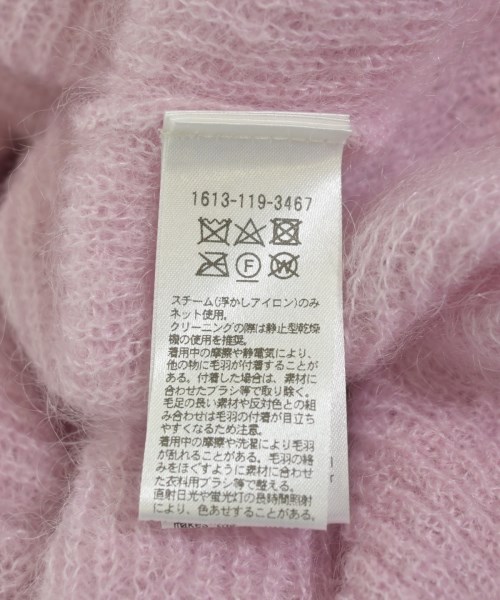 1613-119-3467
F W
スチーム(浮かしアイロン)のみ
ネット使用。
クリーニングの際は静止型乾燥
機の使用を推奨。
着用中の摩擦や静電気により、
他の物に毛羽が付着することが
ある。付着した場合は、素材に
合わせたブラシ等で取り除く。
毛足の長い素材や反対色との組
み合わせは毛羽の付着が目立ち
やすくなるため注意。
着用中の摩擦や洗濯により毛羽
が乱れることがある。毛羽の絡
みをほぐすように素材に合わせ
た衣料用ブラシ等で整える。
直射日光や蛍光灯の長時間照射
により、色あせすることがある。